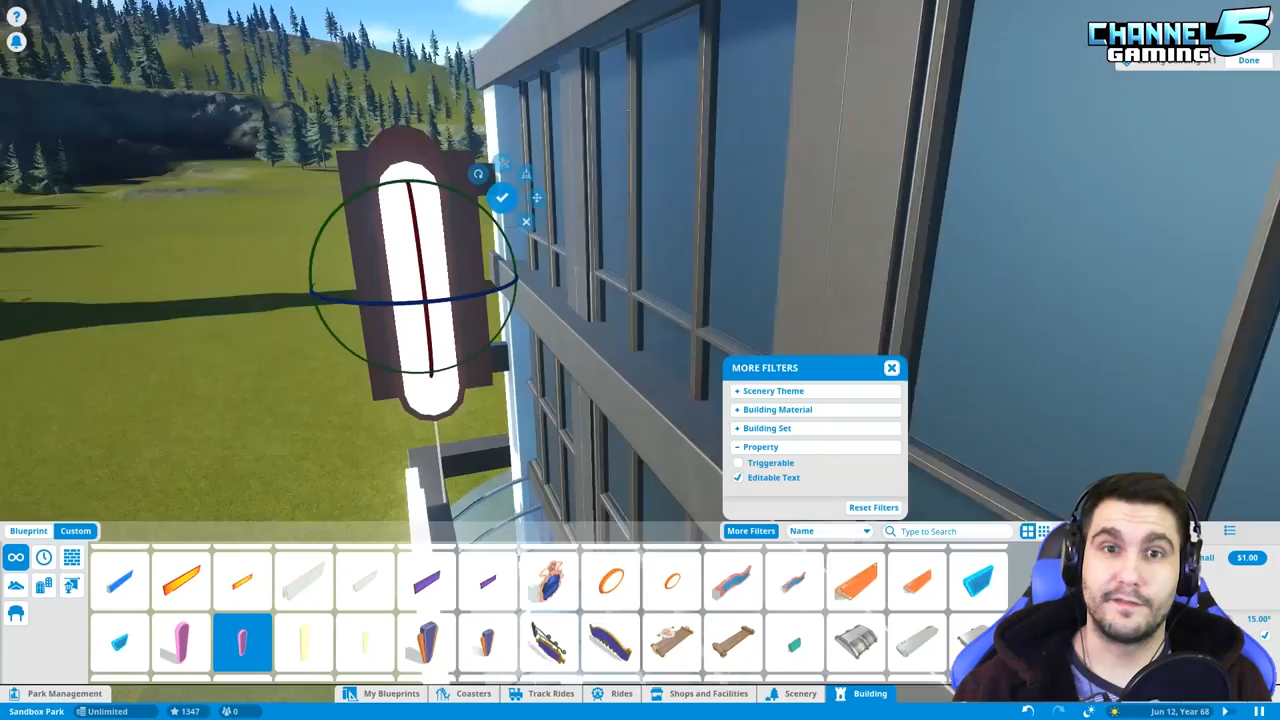 ?
CHANNEL 5
GAMING
Done
MORE FILTERS
+ Scenery Theme
+ Building Material
+ Building Set
− Property
Triggerable
Editable Text
Reset Filters
Blueprint
Custom
More Filters
Name
Type to Search
$1.00
15.00°
Park Management
My Blueprints
Coasters
Track Rides
Rides
Shops and Facilities
Scenery
Building
Sandbox Park
Unlimited
1347
0
Jun 12, Year 68